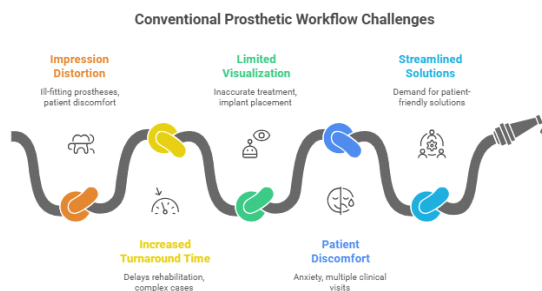 Conventional Prosthetic Workflow Challenges
Impression
Distortion
Ill-fitting prostheses,
patient discomfort
Limited
Visualization
Inaccurate treatment,
implant placement
Streamlined
Solutions
Demand for patient-
friendly solutions
Increased
Turnaround Time
Delays rehabilitation,
complex cases
Patient
Discomfort
Anxiety, multiple clinical
visits